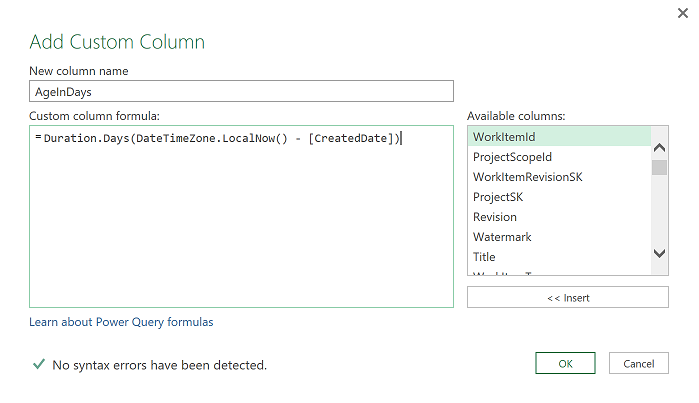 Add Custom Column
New column name
AgeInDays
Custom column formula:
=Duration.Days(DateTimeZone.LocalNow() - [CreatedDate])
Available columns:
WorkItemId
ProjectScopeId
WorkItemRevisionSK
ProjectSK
Revision
Watermark
Title
<< Insert
Learn about Power Query formulas
No syntax errors have been detected.
OK
Cancel